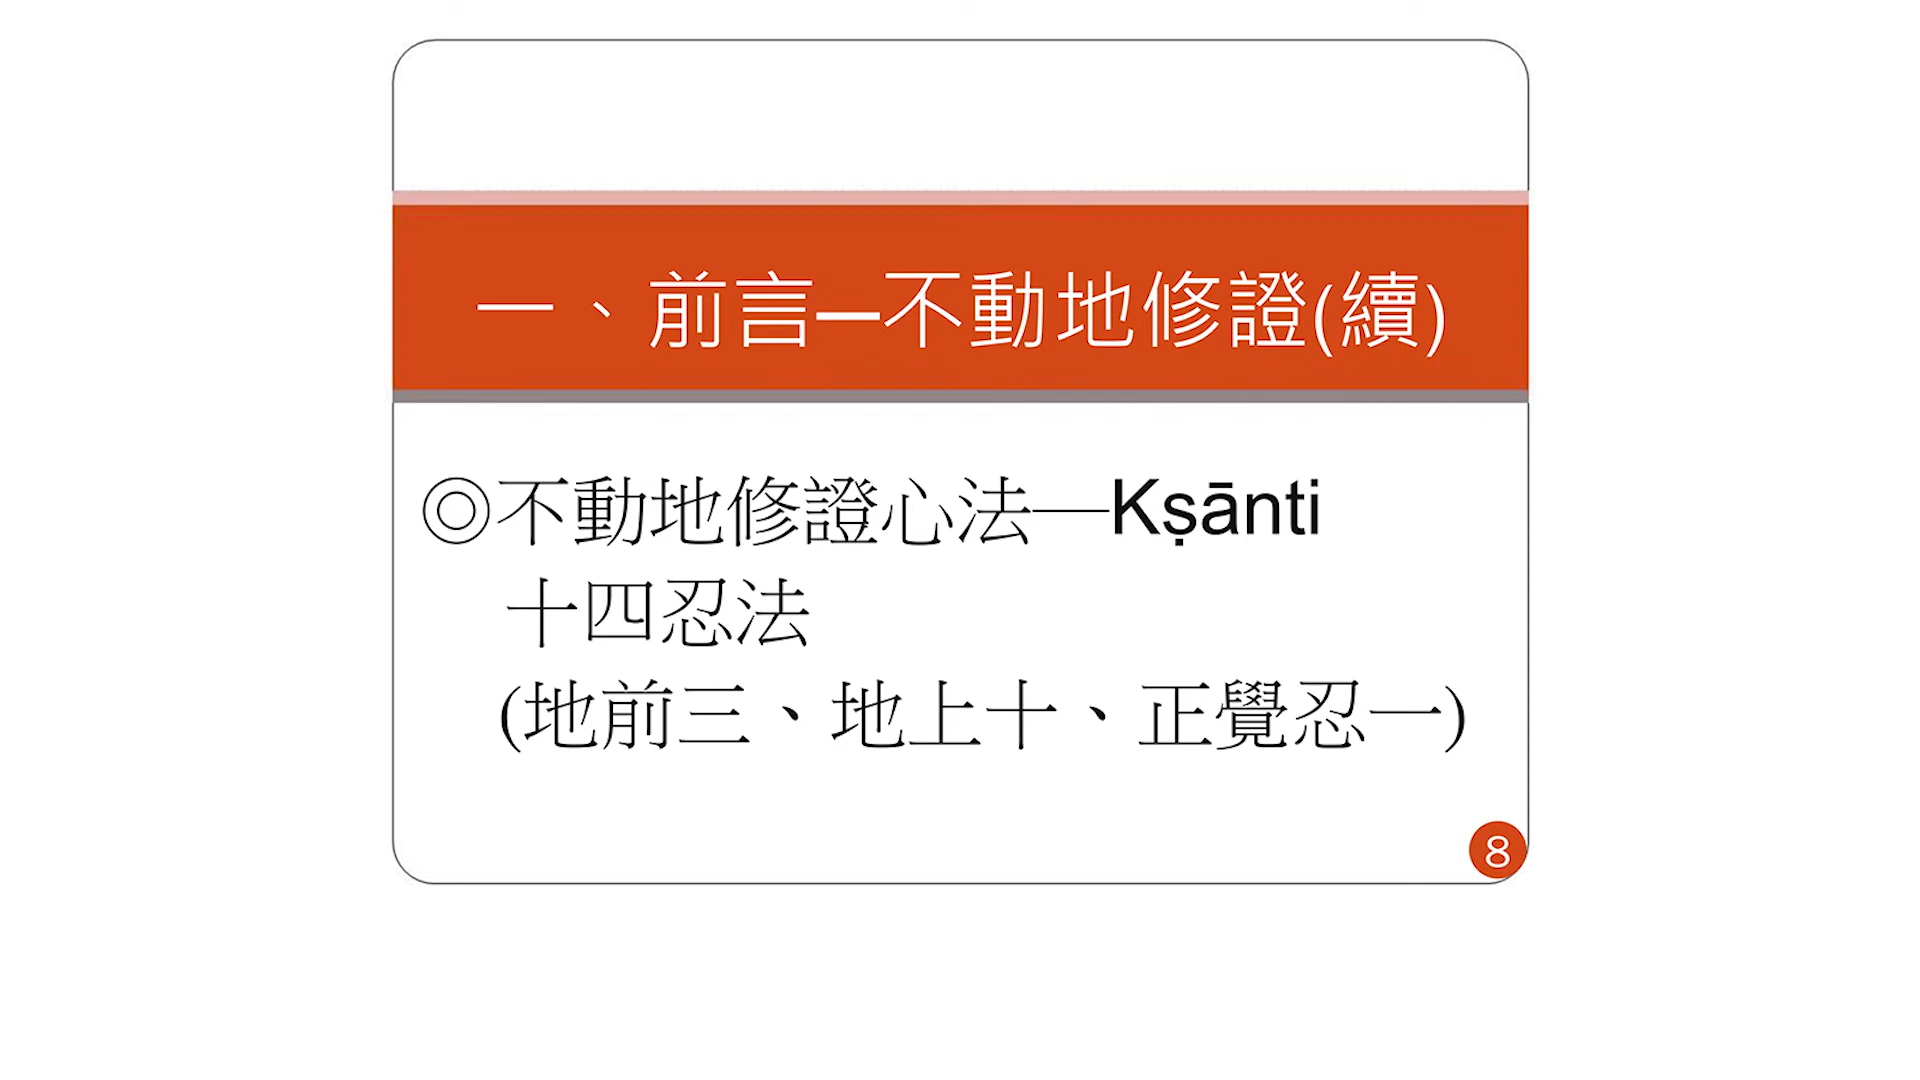 一、前言—不動地修證(續)
◎不動地修證心法—Kṣānti
十四忍法
(地前三、地上十、正覺忍一)
8